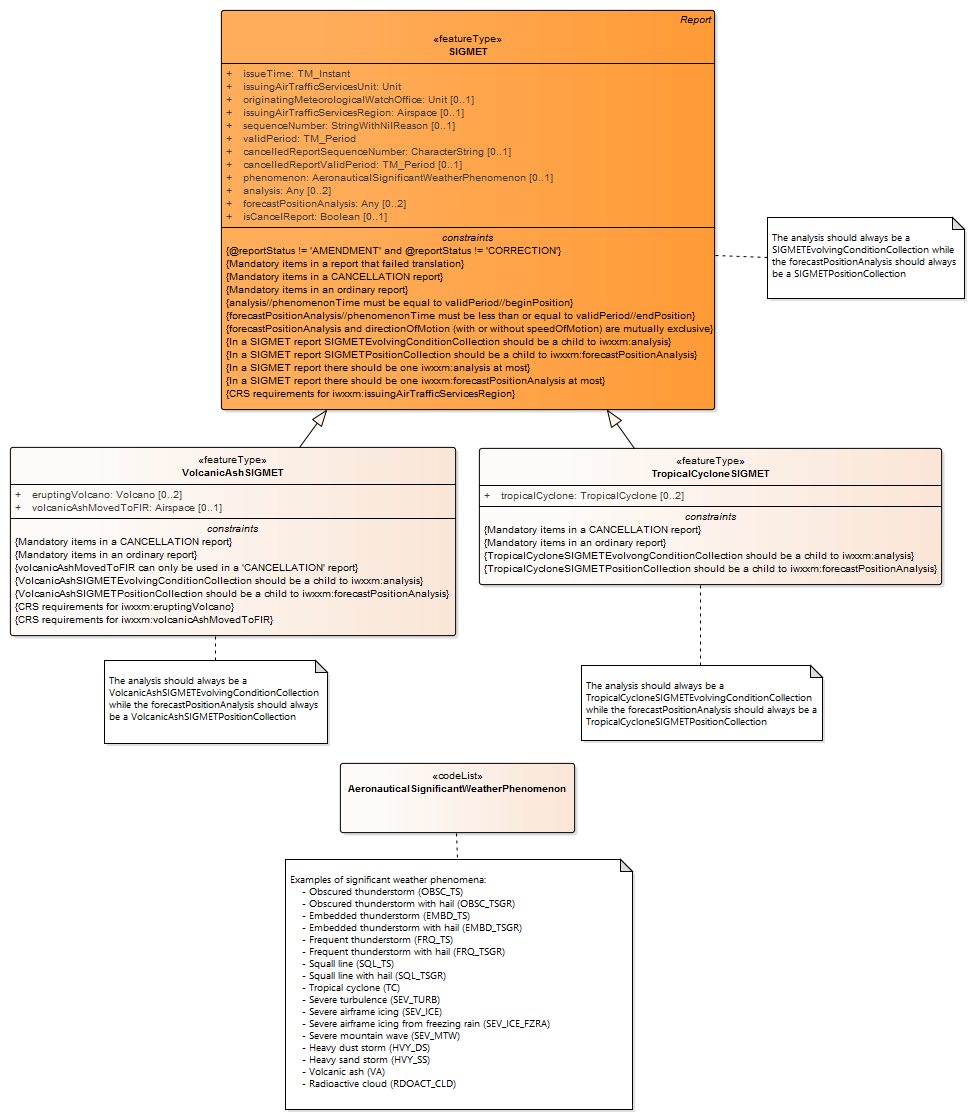 Report
«featureType»
SIGMET
+ issueTime: TM_Instant
+ issuingAirTrafficServicesUnit: Unit
+ originatingMeteorologicalWatchOffice: Unit [0..1]
+ issuingAirTrafficServicesRegion: Airspace [0..1]
+ sequenceNumber: StringWithNilReason [0..1]
+ validPeriod: TM_Period
+ cancelledReportSequenceNumber: CharacterString [0..1]
+ cancelledReportValidPeriod: TM_Period [0..1]
+ phenomenon: AeronauticalSignificantWeatherPhenomenon [0..1]
+ analysis: Any [0..2]
+ forecastPositionAnalysis: Any [0..2]
+ isCancelReport: Boolean [0..1]
constraints
{@reportStatus != 'AMENDMENT' and @reportStatus != 'CORRECTION'}
{Mandatory items in a report that failed translation}
{Mandatory items in a CANCELLATION report}
{Mandatory items in an ordinary report}
{analysis//phenomenonTime must be equal to validPeriod//beginPosition}
{forecastPositionAnalysis//phenomenonTime must be less than or equal to validPeriod//endPosition}
{forecastPositionAnalysis and directionOfMotion (with or without speedOfMotion) are mutually exclusive}
{In a SIGMET report SIGMETEvolvingConditionCollection should be a child to iwxxm:analysis}
{In a SIGMET report SIGMETPositionCollection should be a child to iwxxm:forecastPositionAnalysis}
{In a SIGMET report there should be one iwxxm:analysis at most}
{In a SIGMET report there should be one iwxxm:forecastPositionAnalysis at most}
{CRS requirements for iwxxm:issuingAirTrafficServicesRegion}
The analysis should always be a
SIGMETEvolvingConditionCollection while
the forecastPositionAnalysis should always
be a SIGMETPositionCollection
«featureType»
VolcanicAshSIGMET
+ eruptingVolcano: Volcano [0..2]
+ volcanicAshMovedToFIR: Airspace [0..1]
constraints
{Mandatory items in a CANCELLATION report}
{Mandatory items in an ordinary report}
{volcanicAshMovedToFIR can only be used in a 'CANCELLATION' report}
{VolcanicAshSIGMETEvolvingConditionCollection should be a child to iwxxm:analysis}
{VolcanicAshSIGMETPositionCollection should be a child to iwxxm:forecastPositionAnalysis}
{CRS requirements for iwxxm:eruptingVolcano}
{CRS requirements for iwxxm:volcanicAshMovedToFIR}
«featureType»
TropicalCycloneSIGMET
+ tropicalCyclone: TropicalCyclone [0..2]
constraints
{Mandatory items in a CANCELLATION report}
{Mandatory items in an ordinary report}
{TropicalCycloneSIGMETEvolvongConditionCollection should be a child to iwxxm:analysis}
{TropicalCycloneSIGMETPositionCollection should be a child to iwxxm:forecastPositionAnalysis}
The analysis should always be a
VolcanicAshSIGMETEvolvingConditionCollection
while the forecastPositionAnalysis should always
be a VolcanicAshSIGMETPositionCollection
The analysis should always be a
TropicalCycloneSIGMETEvolvingConditionCollection
while the forecastPositionAnalysis should always be a
TropicalCycloneSIGMETPositionCollection
«codeList»
AeronauticalSignificantWeatherPhenomenon
Examples of significant weather phenomena:
- Obscured thunderstorm (OBSC_TS)
- Obscured thunderstorm with hail (OBSC_TSGR)
- Embedded thunderstorm (EMBD_TS)
- Embedded thunderstorm with hail (EMBD_TSGR)
- Frequent thunderstorm (FRQ_TS)
- Frequent thunderstorm with hail (FRQ_TSGR)
- Squall line (SQL_TS)
- Squall line with hail (SQL_TSGR)
- Tropical cyclone (TC)
- Severe turbulence (SEV_TURB)
- Severe airframe icing (SEV_ICE)
- Severe airframe icing from freezing rain (SEV_ICE_FZRA)
- Severe mountain wave (SEV_MTW)
- Heavy dust storm (HVY_DS)
- Heavy sand storm (HVY_SS)
- Volcanic ash (VA)
- Radioactive cloud (RDOACT_CLD)